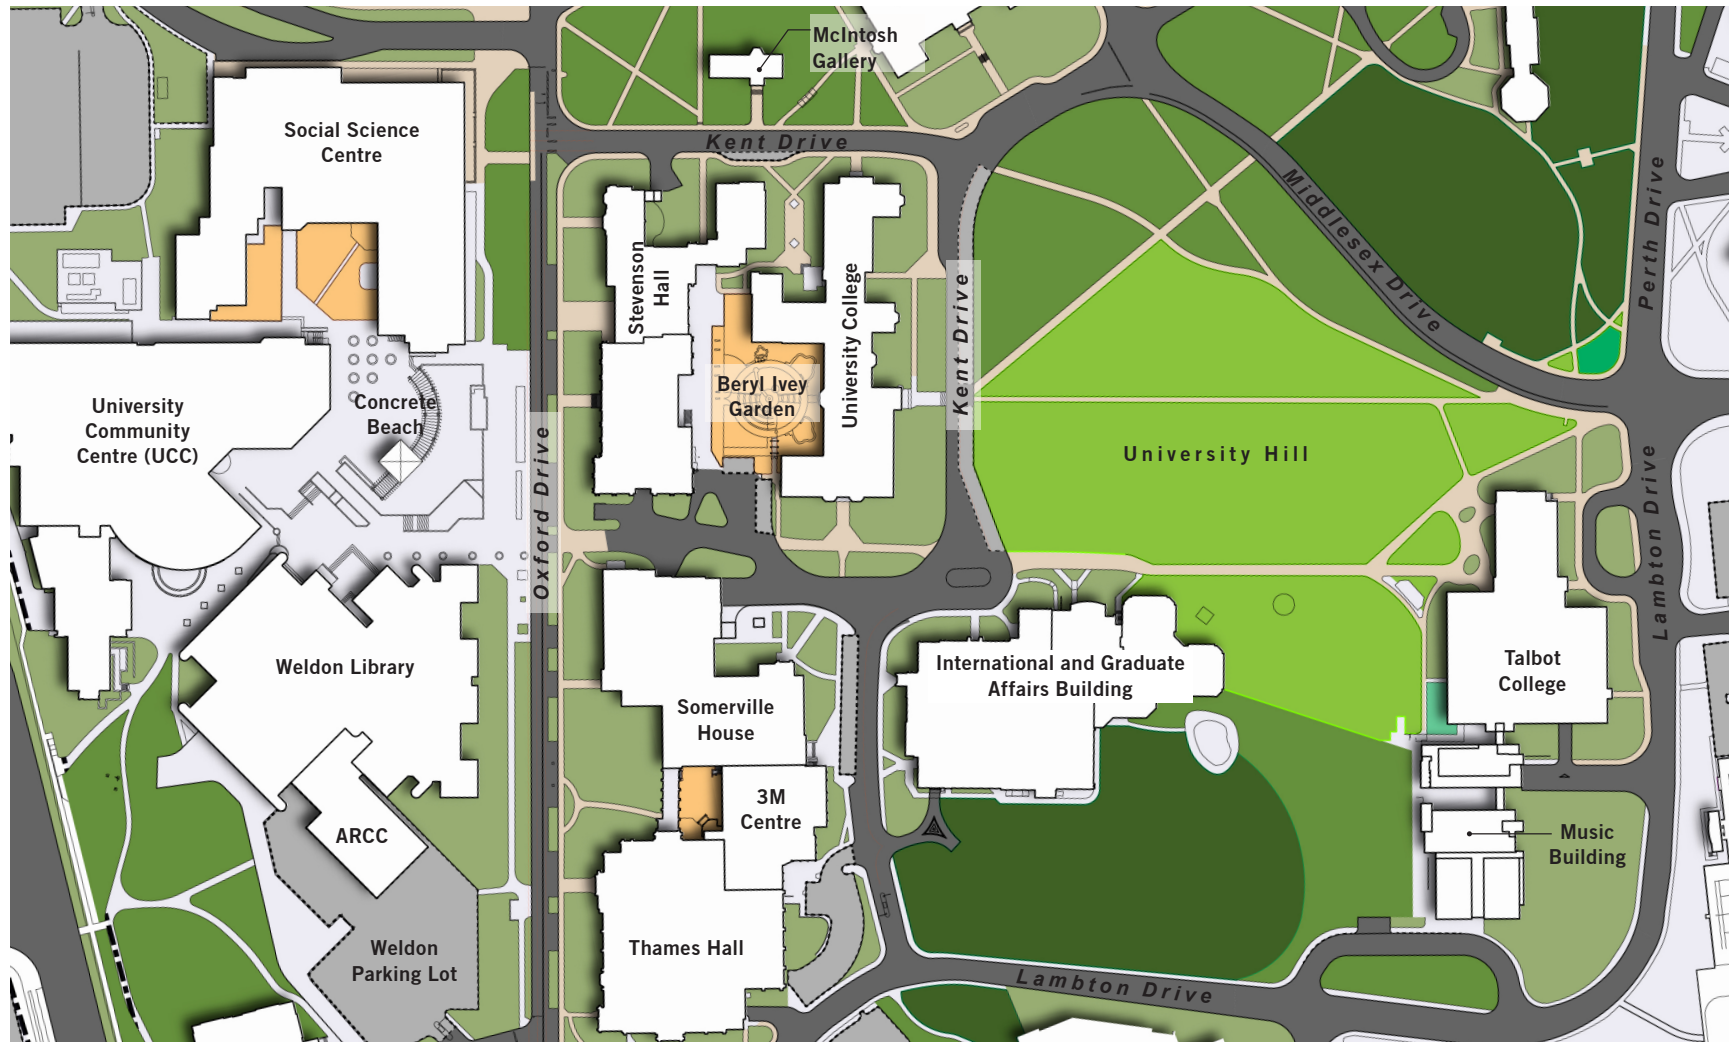 McIntosh
Gallery
Social Science
Centre
Kent Drive
Middlesex Drive
Perth Drive
Stevenson
Hall
University College
Kent Drive
Beryl Ivey
Garden
Concrete
Beach
University
Community
Centre (UCC)
Oxford Drive
University Hill
Lambton Drive
Weldon Library
International and Graduate
Affairs Building
Talbot
College
Somerville
House
3M
Centre
ARCC
Music
Building
Weldon
Parking Lot
Thames Hall
Lambton Drive